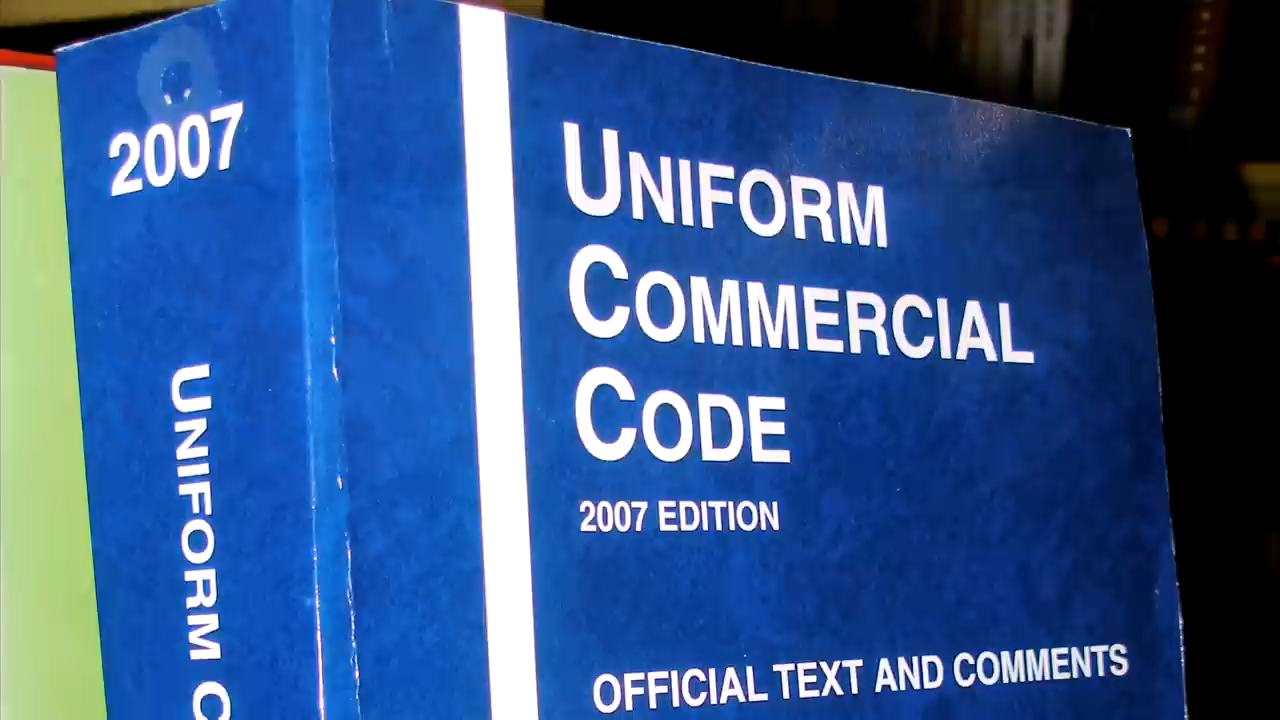 2007
UNIFORM C
UNIFORM
COMMERCIAL
CODE
2007 EDITION
OFFICIAL TEXT AND COMMENTS